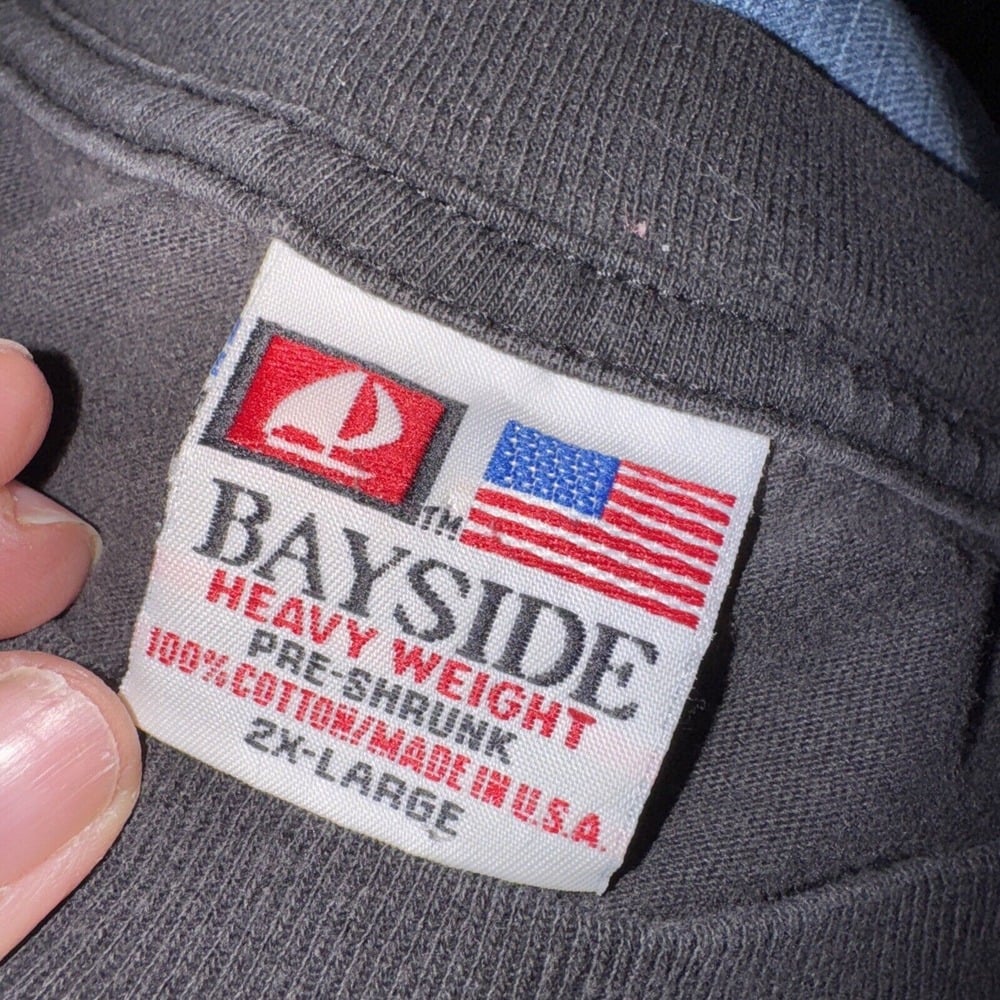 TM
BAYSIDE
HEAVY WEIGHT
PRE-SHRUNK
100% COTTON/MADE IN U.S.A.
2X-LARGE